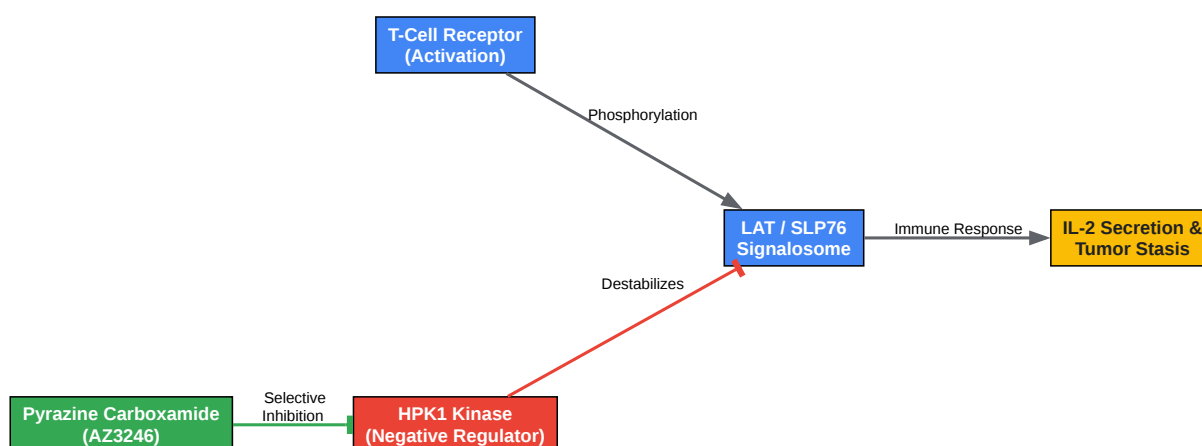 T-Cell Receptor
(Activation)
Phosphorylation
LAT / SLP76
Signalosome
Immune Response
IL-2 Secretion &
Tumor Stasis
Destabilizes
Pyrazine Carboxamide
(AZ3246)
Selective
Inhibition
HPK1 Kinase
(Negative Regulator)